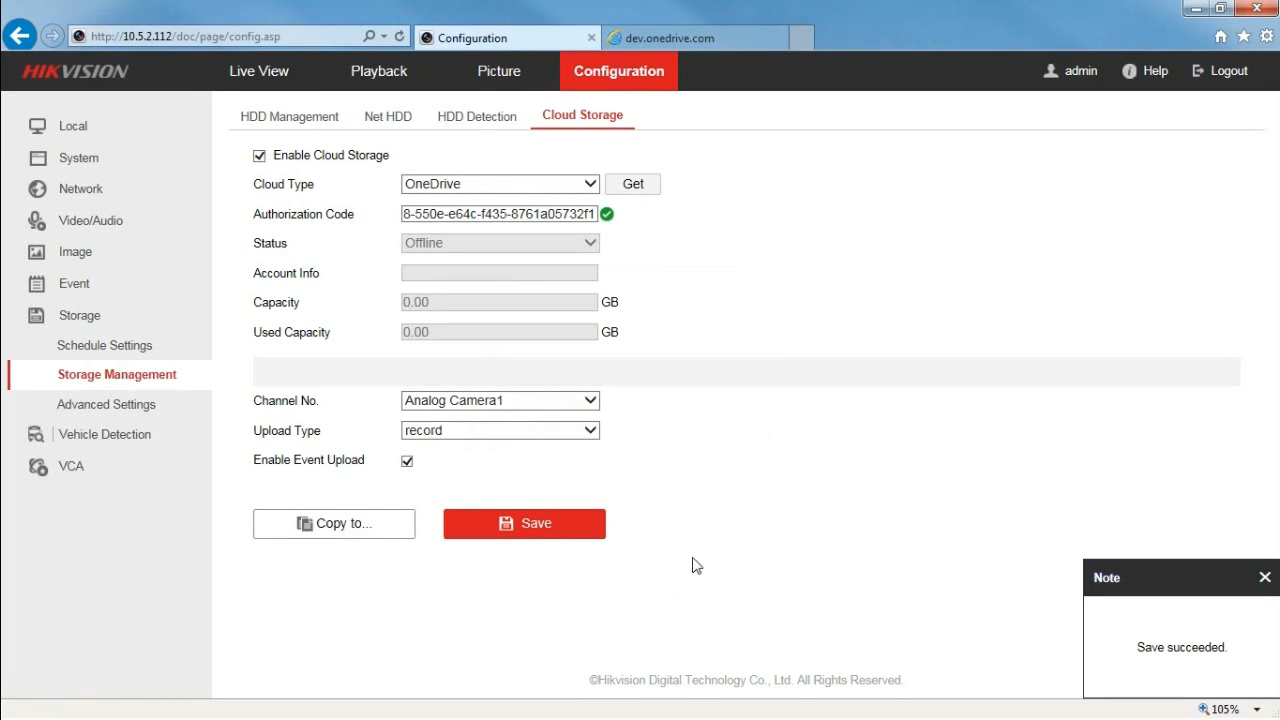 http://10.5.2.112/doc/page/config.asp Configuration dev.onedrive.com
HIKVISION Live View Playback Picture Configuration admin Help Logout
Local
System
Network
Video/Audio
Image
Event
Storage
Schedule Settings
Storage Management
Advanced Settings
Vehicle Detection
VCA
HDD Management Net HDD HDD Detection Cloud Storage
Enable Cloud Storage
Cloud Type OneDrive Get
Authorization Code 8-550e-e64c-f435-8761a05732f1
Status Offline
Account Info
Capacity 0.00 GB
Used Capacity 0.00 GB
Channel No. Analog Camera1
Upload Type record
Enable Event Upload
Copy to... Save
Note
Save succeeded.
©Hikvision Digital Technology Co., Ltd. All Rights Reserved.
105%